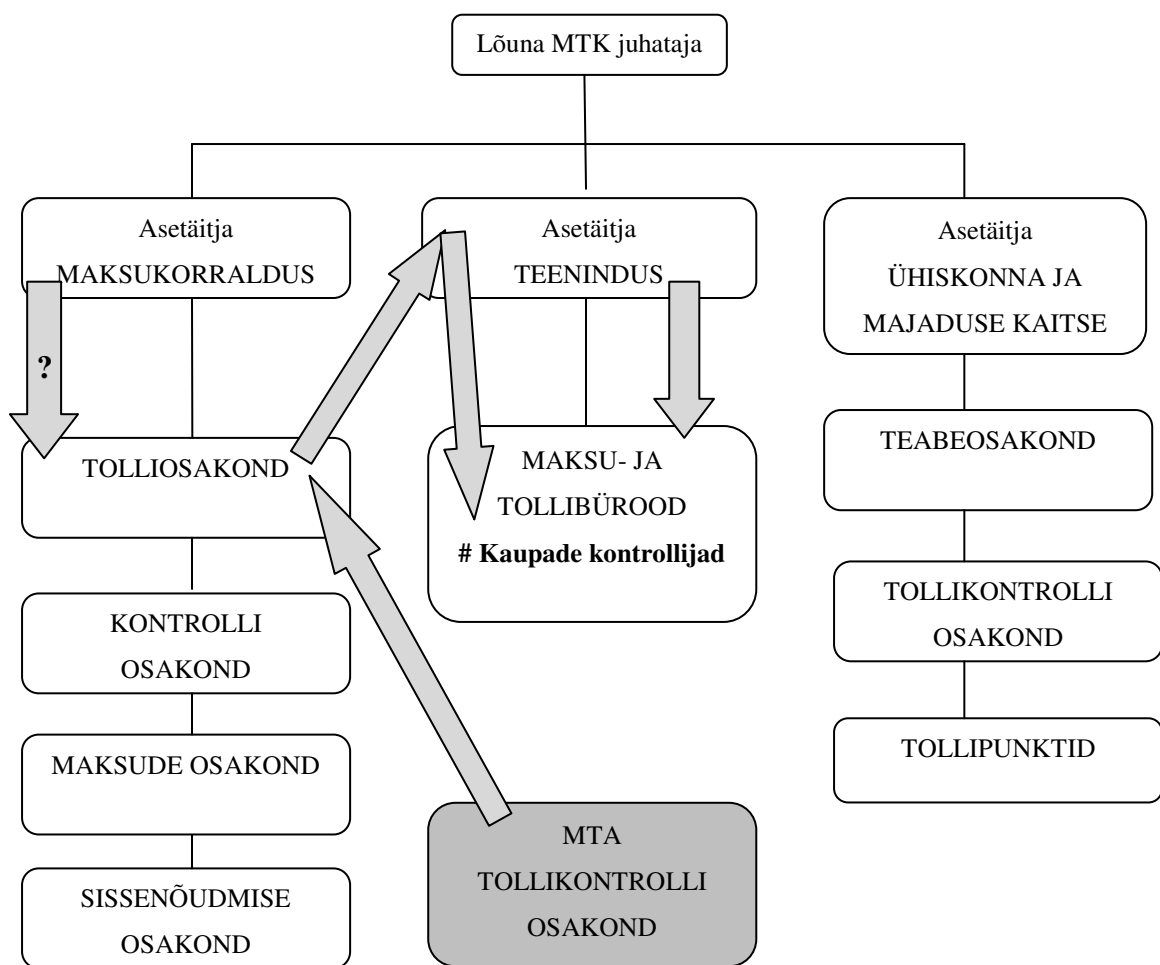 Lõuna MTK juhataja
Asetäitja
MAKSUKORRALDUS
Asetäitja
TEENINDUS
Asetäitja
ÜHISKONNA JA
MAJADUSE KAITSE
?
TOLLIOSAKOND
MAKSU- JA
TOLLIBÜROOD
# Kaupade kontrollijad
TEABEOSAKOND
KONTROLLI
OSAKOND
TOLLIKONTROLLI
OSAKOND
MAKSUDE OSAKOND
TOLLIPUNKTID
SISSENÕUDMISE
OSAKOND
MTA
TOLLIKONTROLLI
OSAKOND